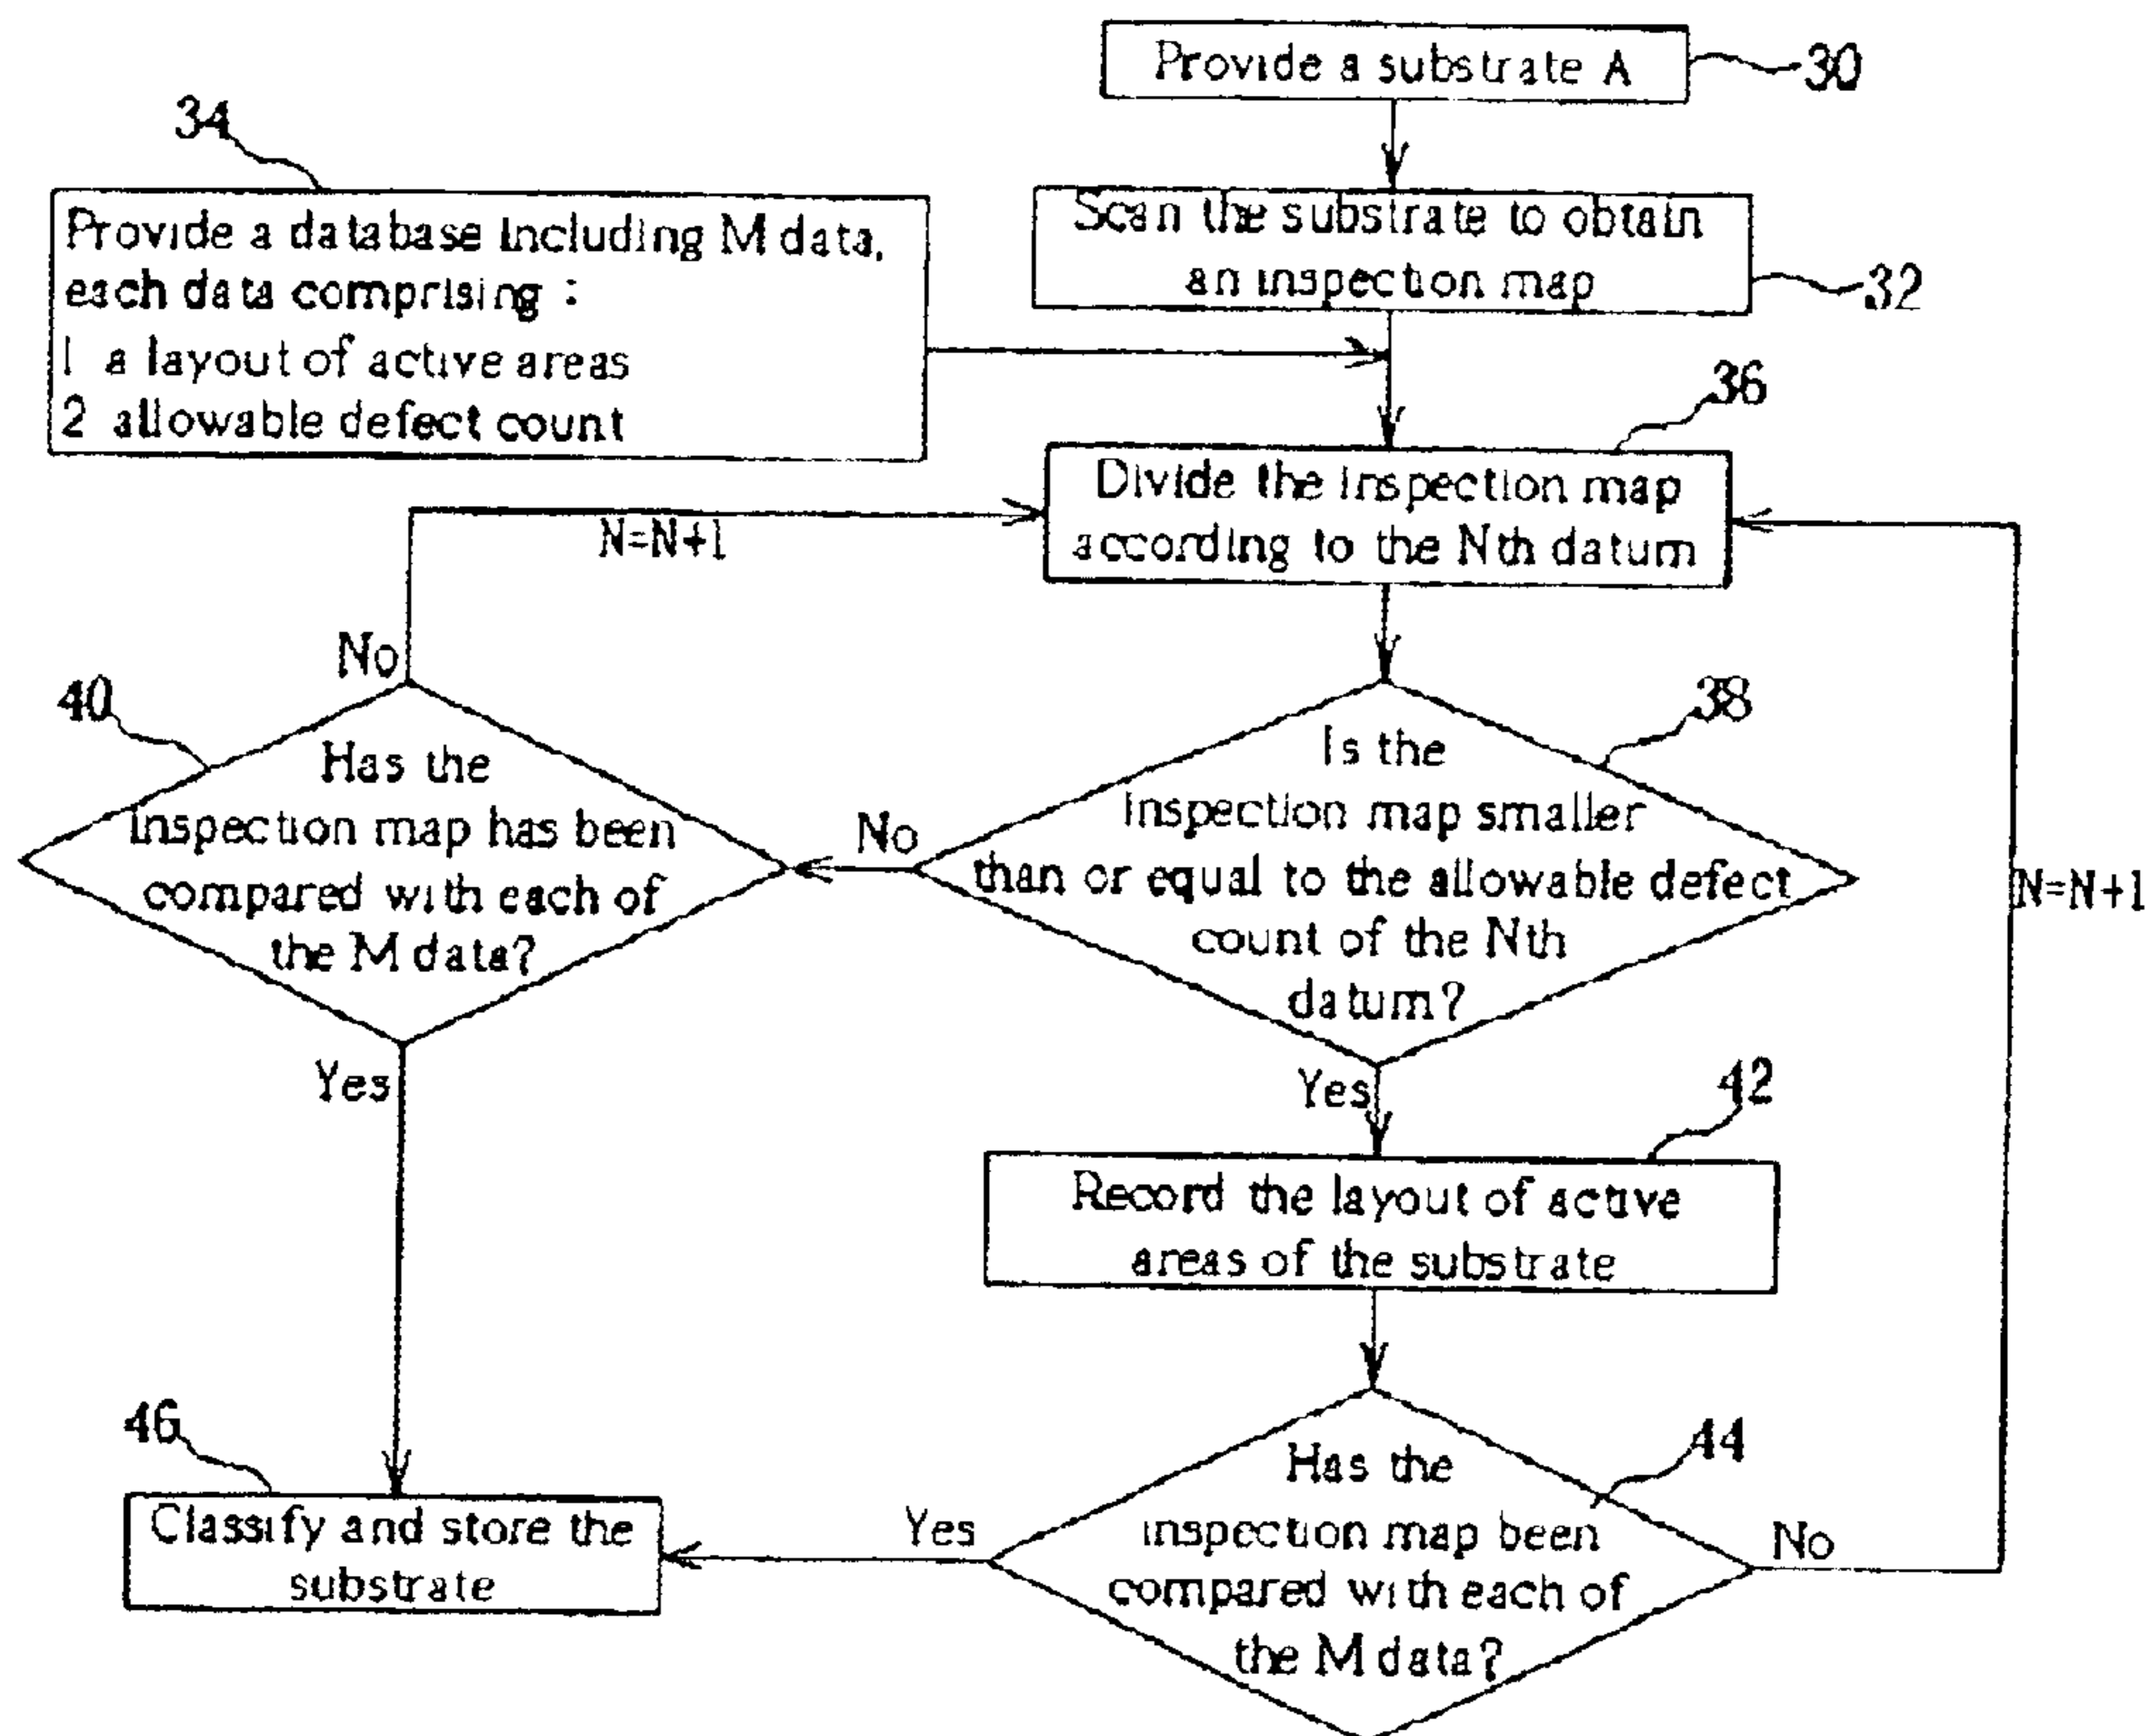 Provide a substrate A
30
34
Provide a database including M data,
each data comprising :
1 a layout of active areas
2 allowable defect count
Scan the substrate to obtain
an inspection map
32
36
Divide the inspection map
according to the Nth datum
N=N+1
No
40
Has the
inspection map has been
compared with each of
the M data?
No
38
Is the
inspection map smaller
than or equal to the allowable defect
count of the Nth
datum?
N=N+1
Yes
Yes
42
Record the layout of active
areas of the substrate
46
Classify and store the
substrate
Yes
44
Has the
inspection map been
compared with each of
the M data?
No